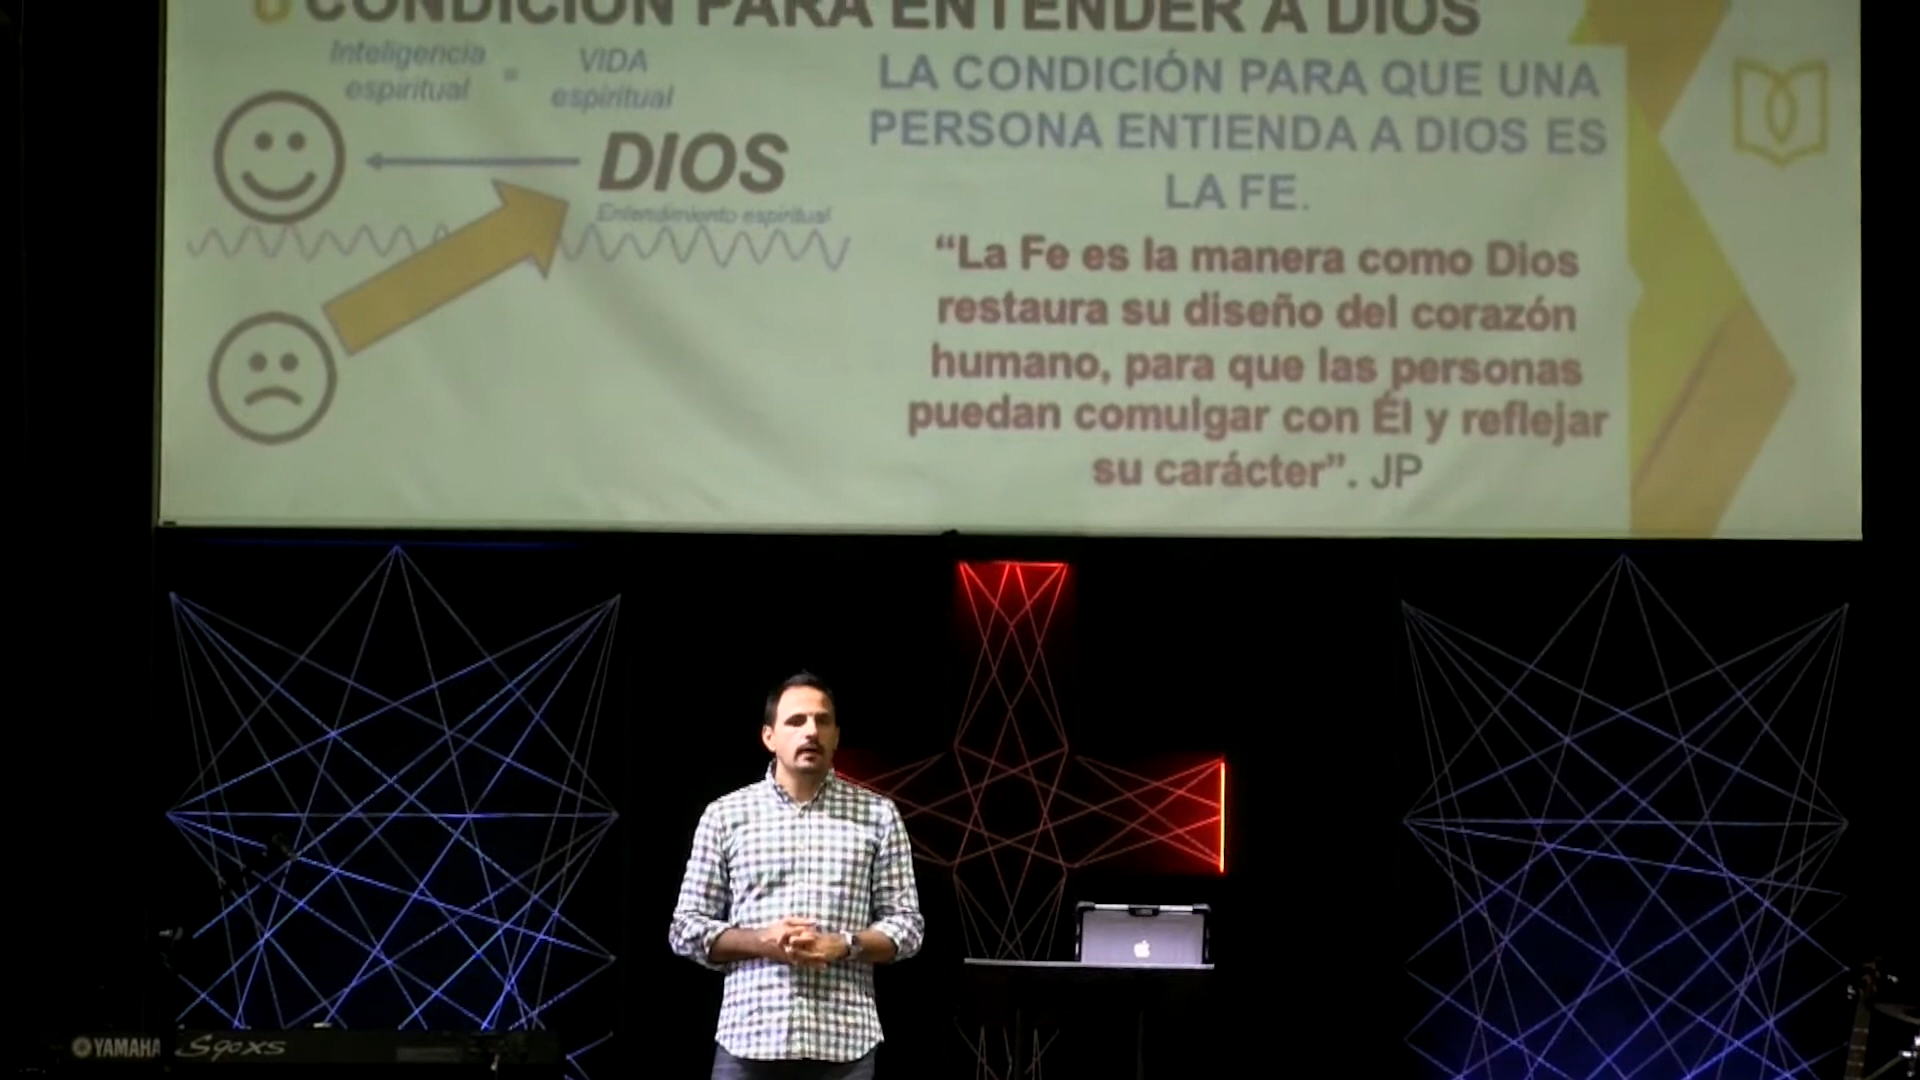 CONDICIÓN PARA ENTENDER A DIOS
Inteligencia
espiritual
=
VIDA
espiritual
DIOS
Entendimiento espiritual
LA CONDICIÓN PARA QUE UNA
PERSONA ENTIENDA A DIOS ES
LA FE.
“La Fe es la manera como Dios
restaura su diseño del corazón
humano, para que las personas
puedan comulgar con Él y reflejar
su carácter”. JP
YAMAHA
S90XS